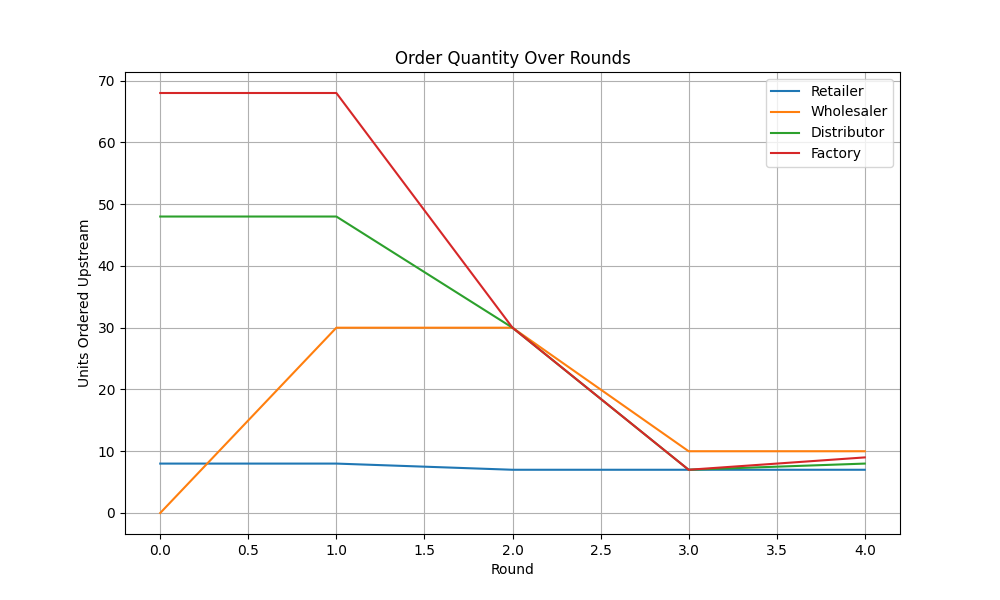 Order Quantity Over Rounds
Retailer
Wholesaler
Distributor
Factory
Units Ordered Upstream
70
60
50
40
30
20
10
0
0.0 0.5 1.0 1.5 2.0 2.5 3.0 3.5 4.0
Round